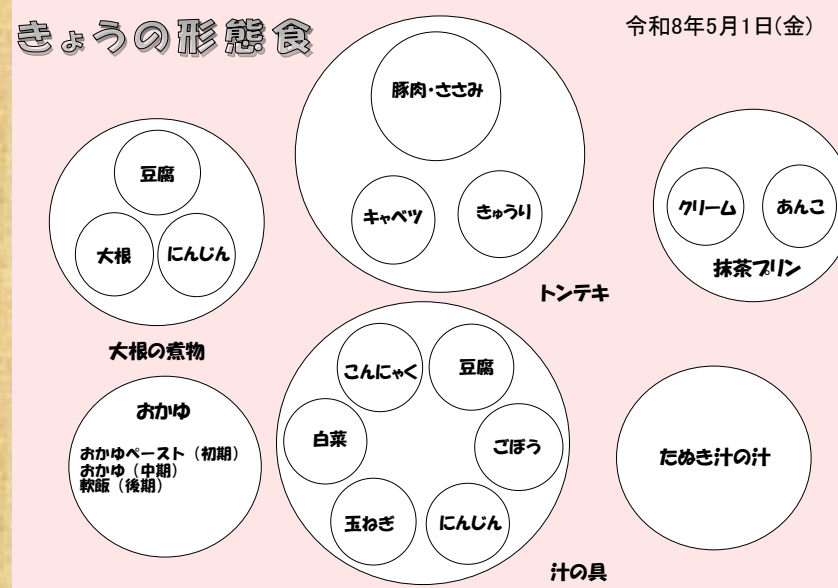 きょうの形態食
令和8年5月1日(金)
豚肉・ささみ
キャベツ
きゅうり
トンテキ
豆腐
大根
にんじん
大根の煮物
クリーム
あんこ
抹茶プリン
おかゆ
おかゆペースト（初期）
おかゆ（中期）
軟飯（後期）
こんにゃく
豆腐
白菜
ごぼう
玉ねぎ
にんじん
汁の具
たぬき汁の汁